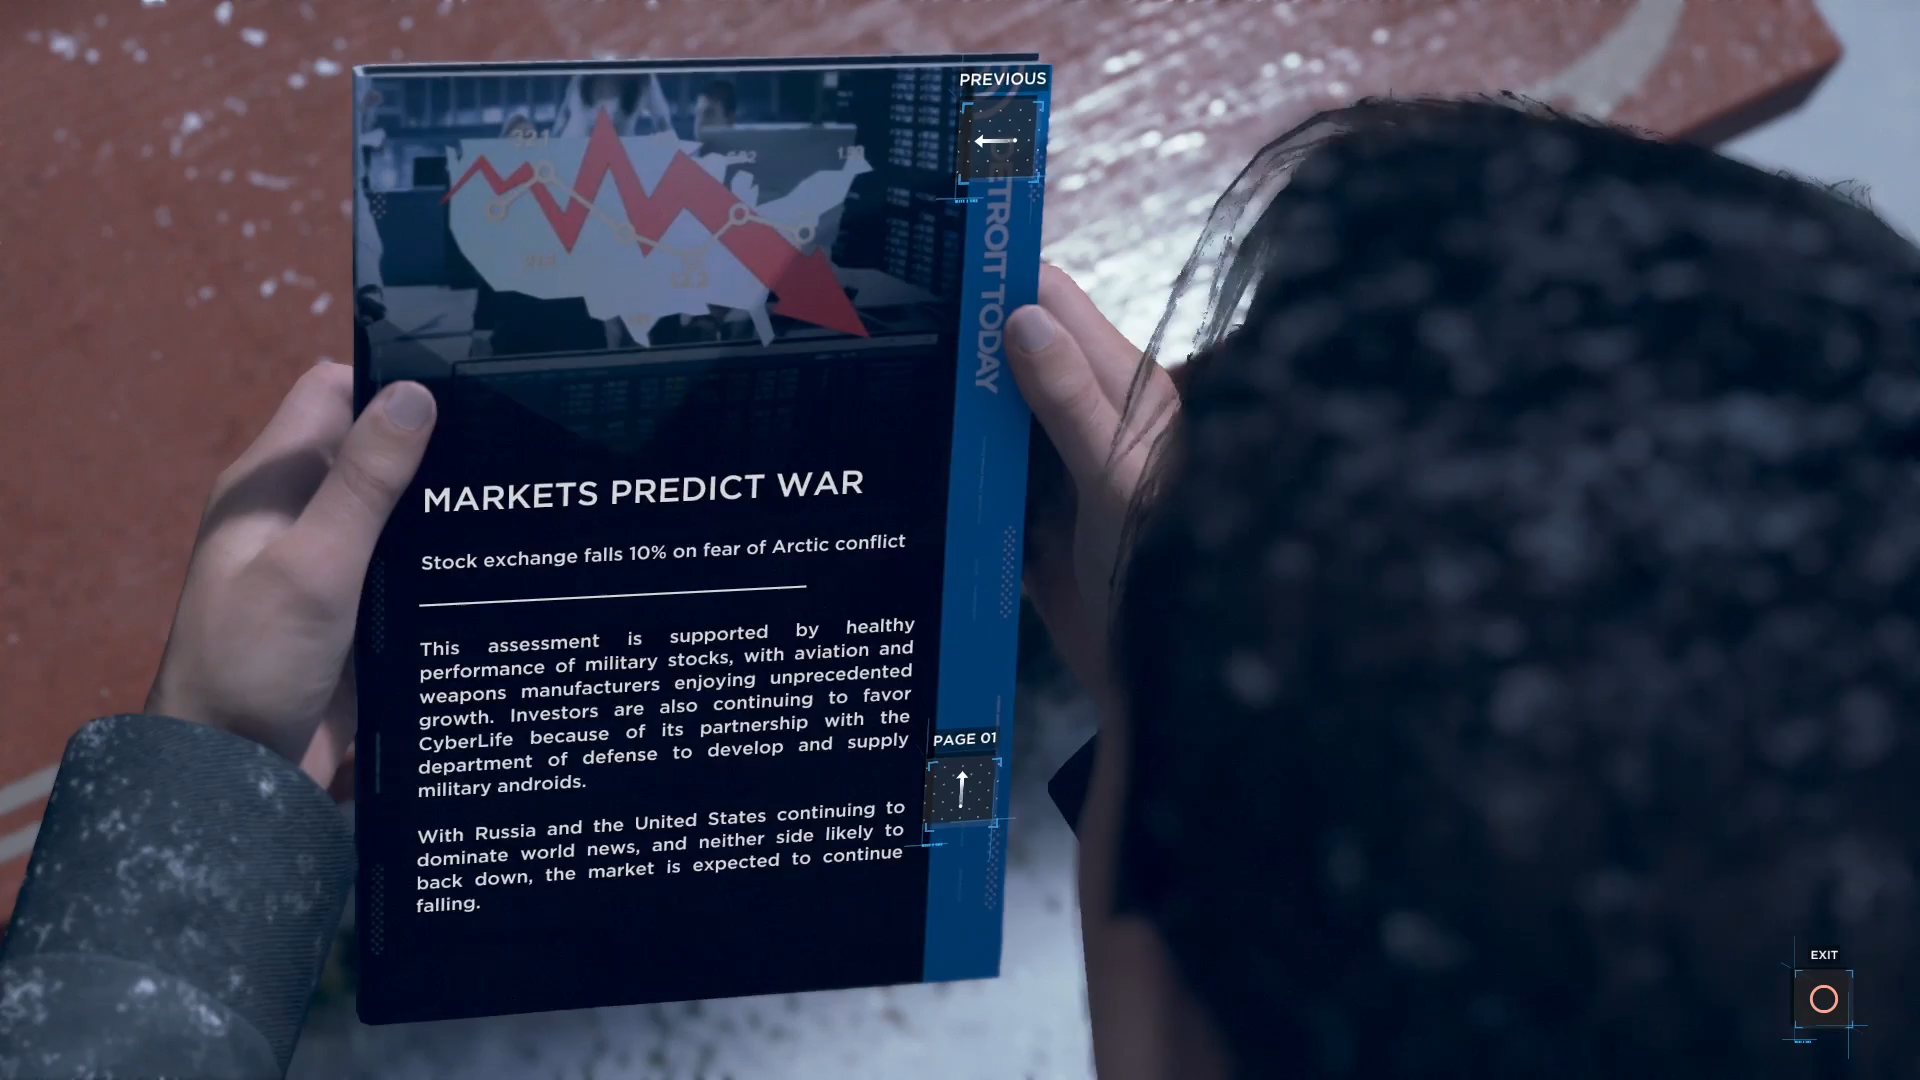 PREVIOUS
ETROIT TODAY
MARKETS PREDICT WAR
Stock exchange falls 10% on fear of Arctic conflict
This assessment is supported by healthy
performance of military stocks, with aviation and
weapons manufacturers enjoying unprecedented
growth. Investors are also continuing to favor
CyberLife because of its partnership with the
department of defense to develop and supply
military androids.
With Russia and the United States continuing to
dominate world news, and neither side likely to
back down, the market is expected to continue
falling.
PAGE 01
EXIT